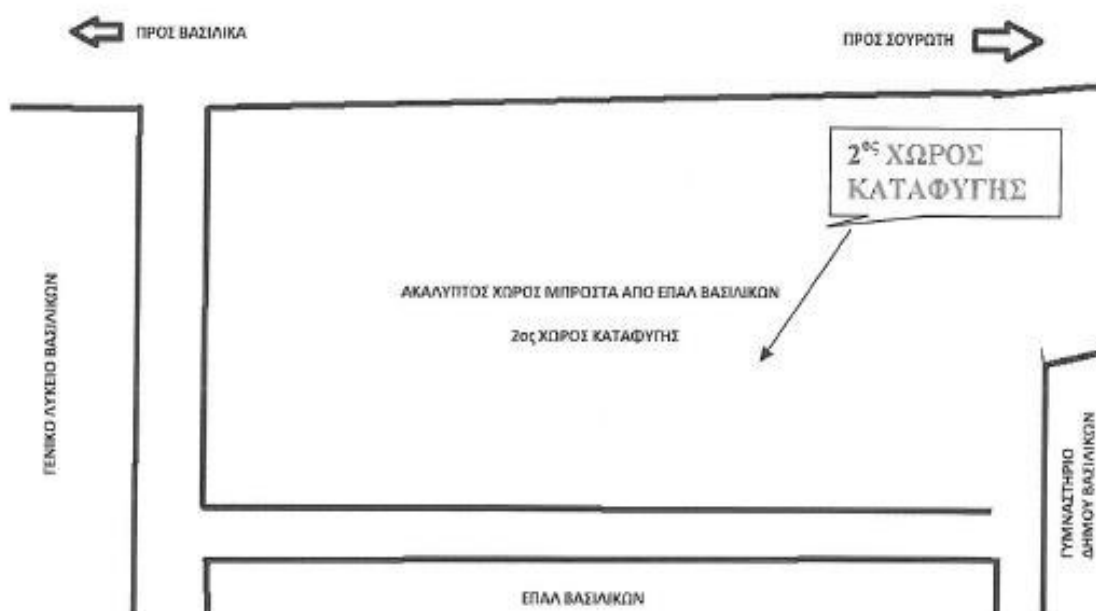 ΠΡΟΣ ΒΑΣΙΛΙΚΑ
ΠΡΟΣ ΣΟΥΡΩΤΗ
2ος ΧΩΡΟΣ
ΚΑΤΑΦΥΓΗΣ
ΑΚΑΛΥΠΤΟΣ ΧΩΡΟΣ ΜΠΡΟΣΤΑ ΑΠΟ ΕΠΑΛ ΒΑΣΙΛΙΚΩΝ
2ος ΧΩΡΟΣ ΚΑΤΑΦΥΓΗΣ
ΓΕΝΙΚΟ ΛΥΚΕΙΟ ΒΑΣΙΛΙΚΩΝ
ΓΥΜΝΑΣΤΗΡΙΟ
ΔΗΜΟΥ ΒΑΣΙΛΙΚΩΝ
ΕΠΑΛ ΒΑΣΙΛΙΚΩΝ